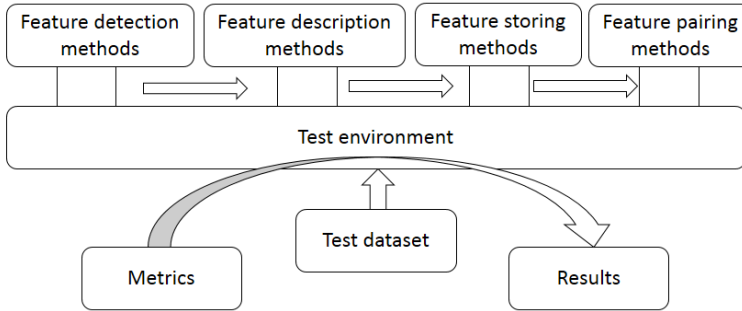 Feature detection
methods
Feature description
methods
Feature storing
methods
Feature pairing
methods
Test environment
Test dataset
Metrics
Results